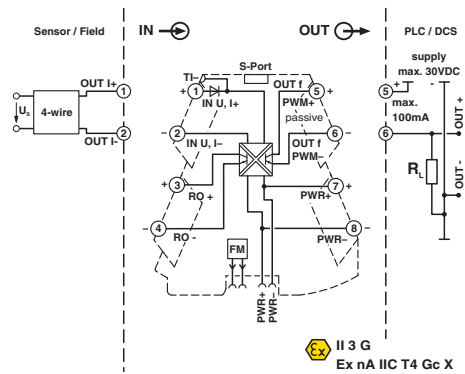 Sensor / Field
IN
OUT
PLC / DCS
supply
max. 30VDC
+
-
max.
100mA
OUT I+
1
Us
4-wire
OUT I-
2
S-Port
TI–
+
1
IN U, I+
OUT f
5
+
PWM+
passive
–
2
IN U, I–
6
–
OUT f
PWM–
+
3
RO +
7
+
PWR+
–
4
RO -
8
–
PWR–
FM
PWR+
PWR–
5
6
RL
OUT +
OUT -
Ex
II 3 G
Ex nA IIC T4 Gc X